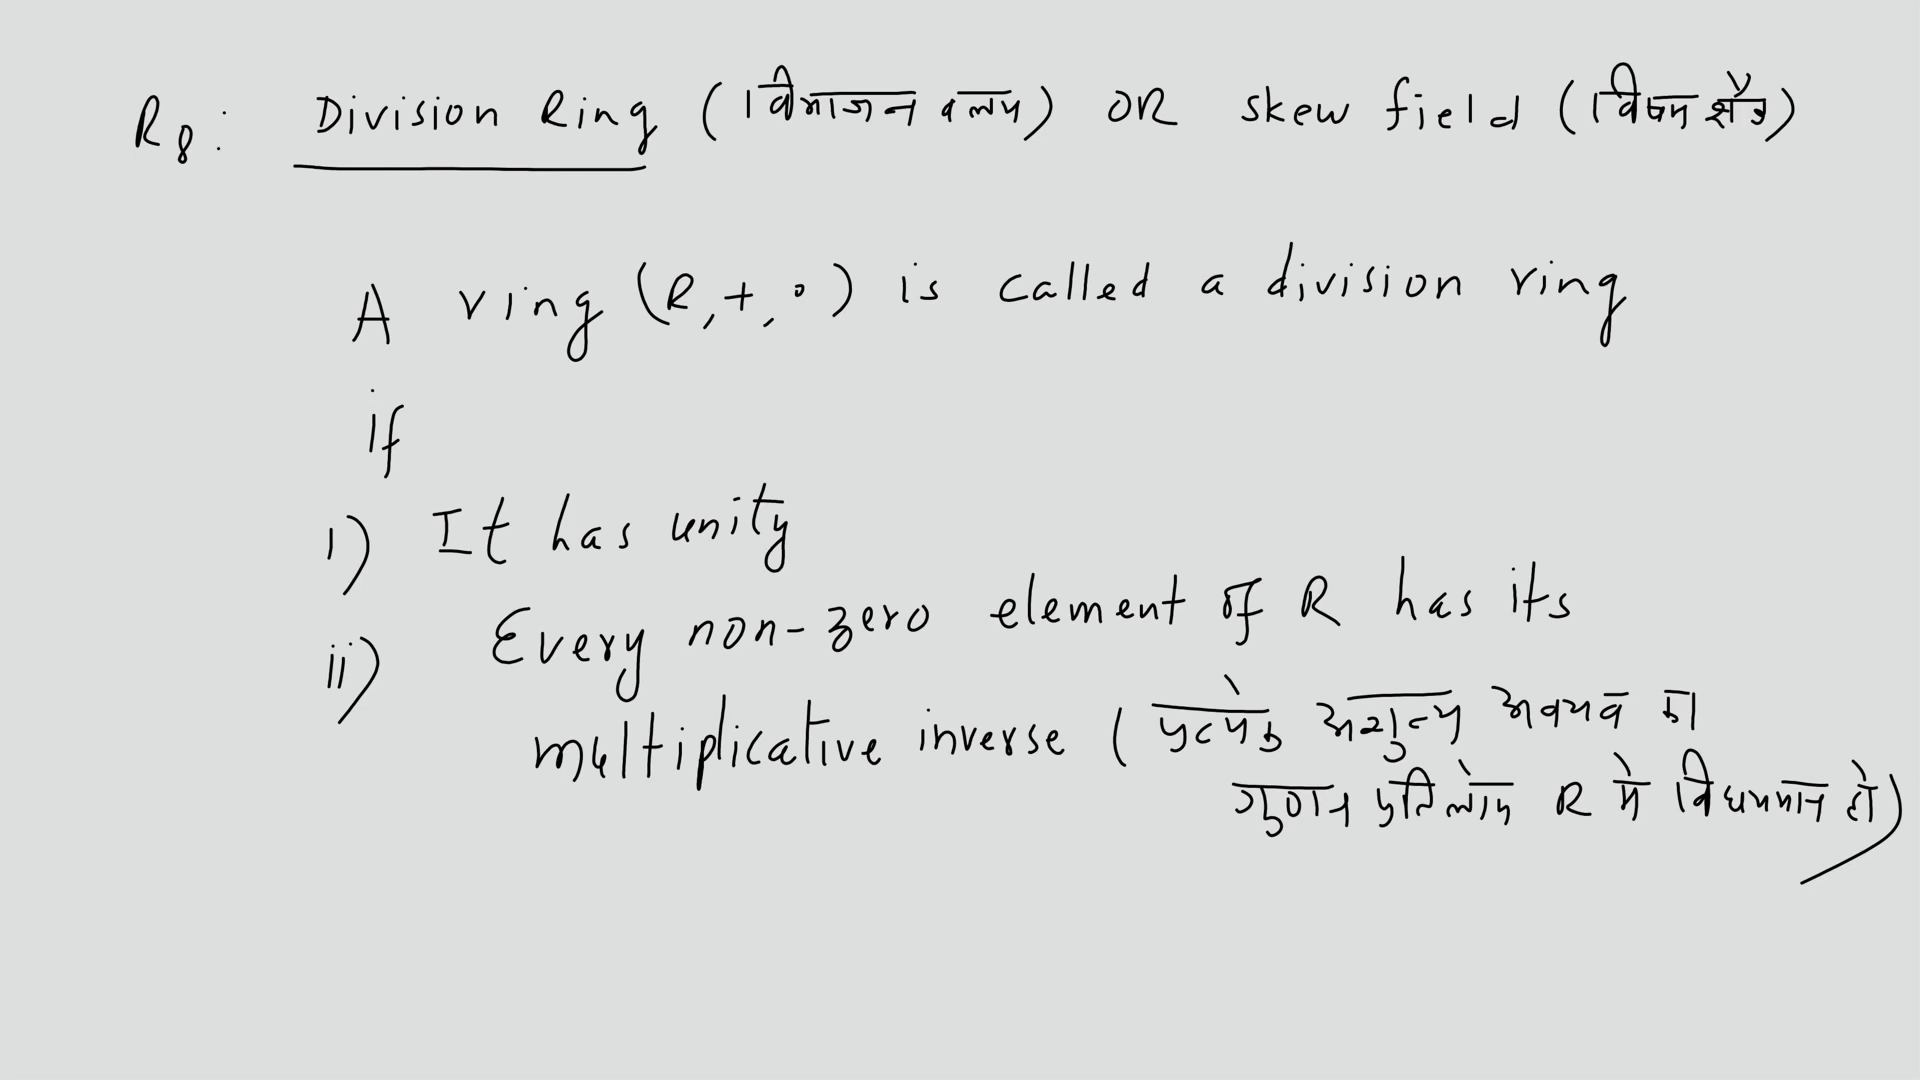 R8: Division Ring (विभाजन वलय) OR skew field (विषम क्षेत्र)
A ring (R, +, ∘) is called a division ring
if
i) It has unity
ii) Every non-zero element of R has its
multiplicative inverse (प्रत्येक अशून्य अवयव का
गुणन प्रतिलोम R में विद्यमान हो)